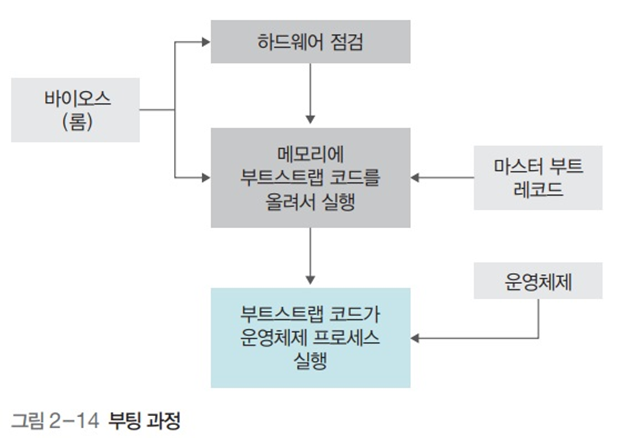 하드웨어 점검
바이오스
(롬)
메모리에
부트스트랩 코드를
올려서 실행
마스터 부트
레코드
운영체제
부트스트랩 코드가
운영체제 프로세스
실행
그림 2-14 부팅 과정